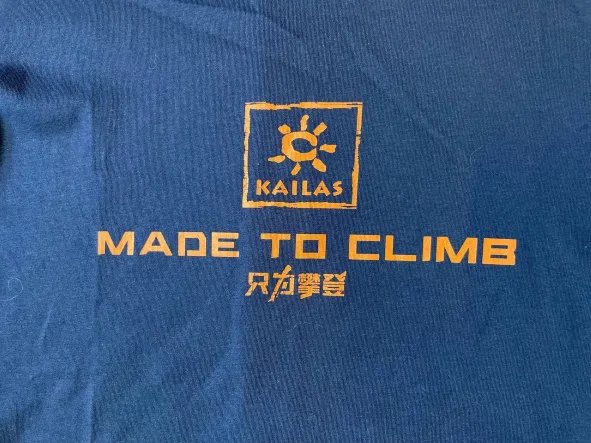 KAILAS
MADE TO CLIMB
只为攀登